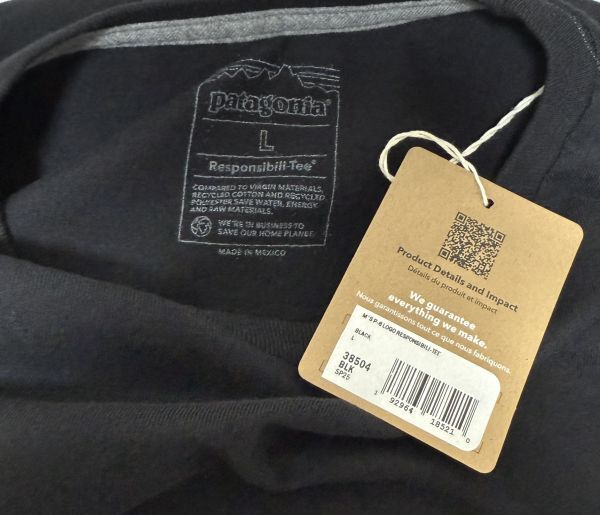 patagonia®
L
Responsibili-Tee®
COMPARED TO VIRGIN MATERIALS,
RECYCLED COTTON AND RECYCLED
POLYESTER SAVE WATER, ENERGY
AND RAW MATERIALS.
WE'RE IN BUSINESS TO
SAVE OUR HOME PLANET.
MADE IN MEXICO
Product Details and Impact
Détails du produit et impact
We guarantee
everything we make.
Nous garantissons tout ce que nous fabriquons.
M'S P-6 LOGO RESPONSIBILI-TEE
BLACK
L
38504
BLK
SP25
1 92964 18521 0